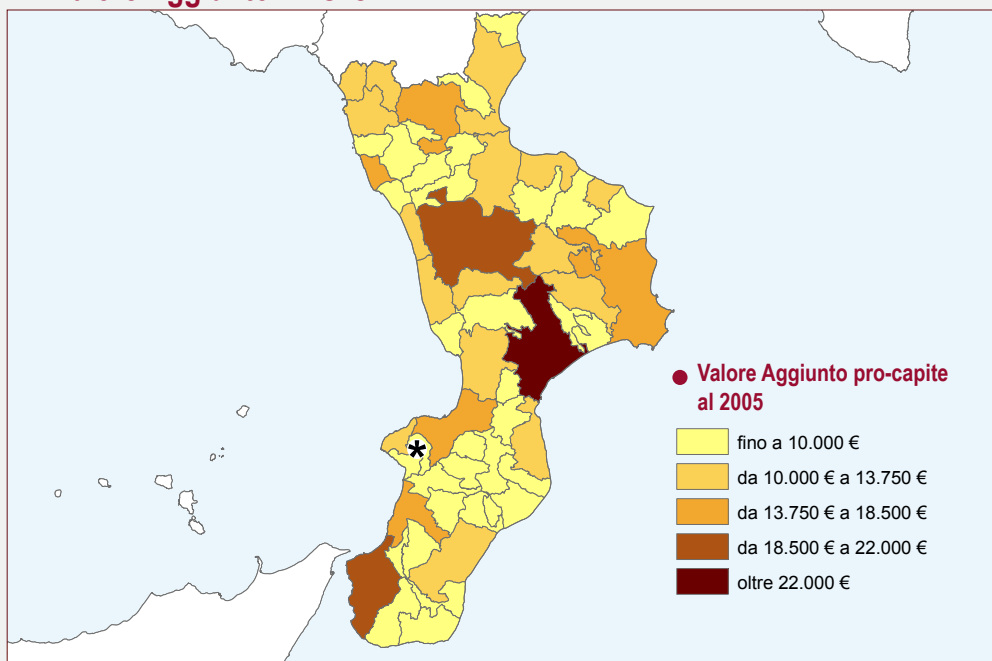 Valore Aggiunto pro-capite
al 2005
fino a 10.000 €
da 10.000 € a 13.750 €
da 13.750 € a 18.500 €
da 18.500 € a 22.000 €
oltre 22.000 €
*